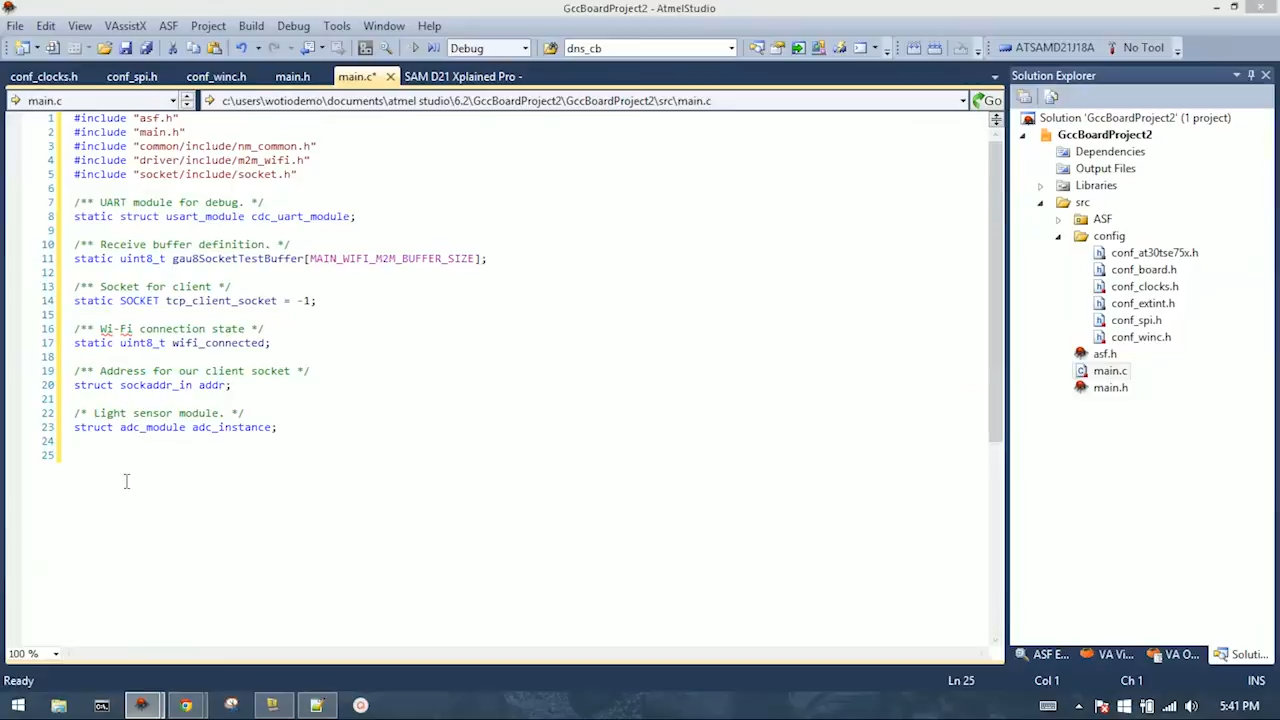 GccBoardProject2 - AtmelStudio
File Edit View VAssistX ASF Project Build Debug Tools Window Help
Debug dns_cb ATSAMD21J18A No Tool
conf_clocks.h conf_spi.h conf_winc.h main.h main.c* SAM D21 Xplained Pro - Solution Explorer
main.c c:\users\wotiodemo\documents\atmel studio\6.2\GccBoardProject2\GccBoardProject2\src\main.c Go
1 #include "asf.h"
2 #include "main.h"
3 #include "common/include/nm_common.h"
4 #include "driver/include/m2m_wifi.h"
5 #include "socket/include/socket.h"
6
7 /** UART module for debug. */
8 static struct usart_module cdc_uart_module;
9
10 /** Receive buffer definition. */
11 static uint8_t gau8SocketTestBuffer[MAIN_WIFI_M2M_BUFFER_SIZE];
12
13 /** Socket for client */
14 static SOCKET tcp_client_socket = -1;
15
16 /** Wi-Fi connection state */
17 static uint8_t wifi_connected;
18
19 /** Address for our client socket */
20 struct sockaddr_in addr;
21
22 /* Light sensor module. */
23 struct adc_module adc_instance;
24
25
Solution 'GccBoardProject2' (1 project)
GccBoardProject2
Dependencies
Output Files
Libraries
src
ASF
config
conf_at30tse75x.h
conf_board.h
conf_clocks.h
conf_extint.h
conf_spi.h
conf_winc.h
asf.h
main.c
main.h
100 % ASF E... VA Vi... VA O... Soluti...
Ready Ln 25 Col 1 Ch 1 INS
5:41 PM